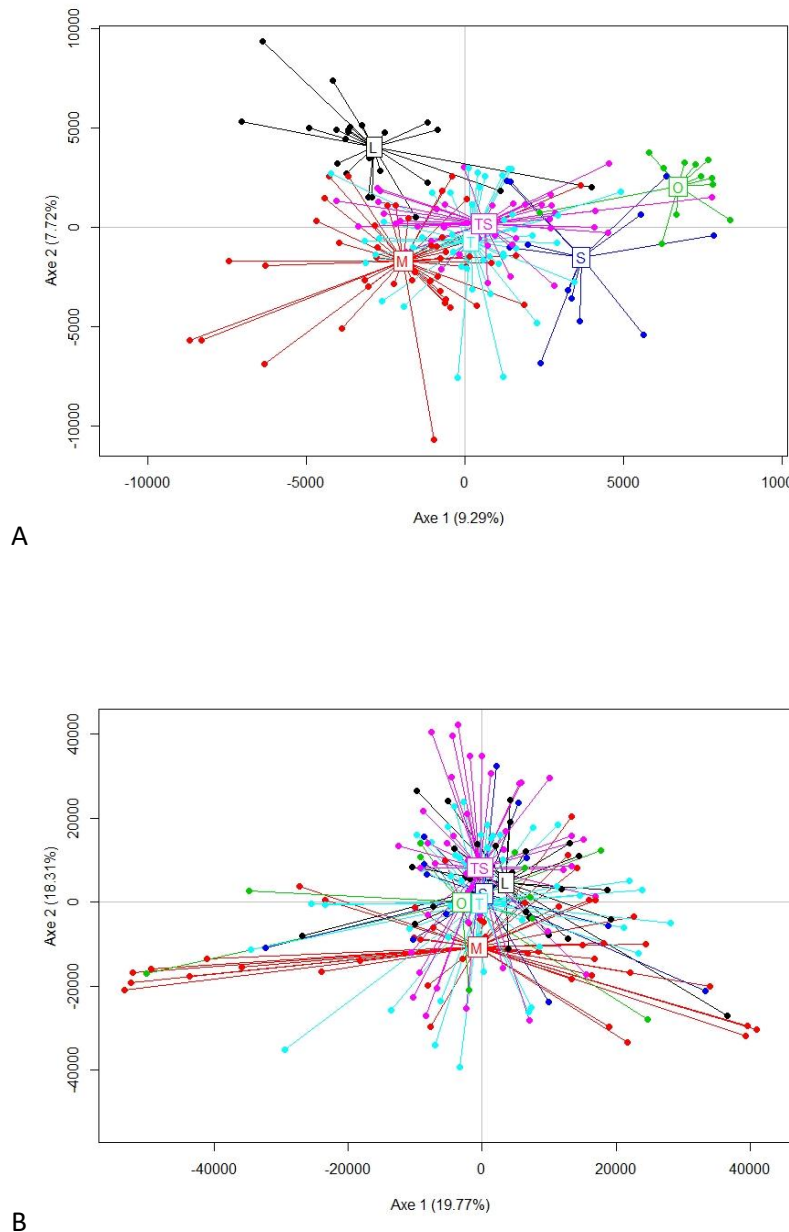 10000
5000
0
-5000
-10000
Axe 2 (7.72%)
L
O
TS
T
S
M
-10000
-5000
0
5000
1000
Axe 1 (9.29%)
A
40000
20000
0
-20000
-40000
Axe 2 (18.31%)
TS
L
S
O
T
M
-40000
-20000
0
20000
40000
Axe 1 (19.77%)
B